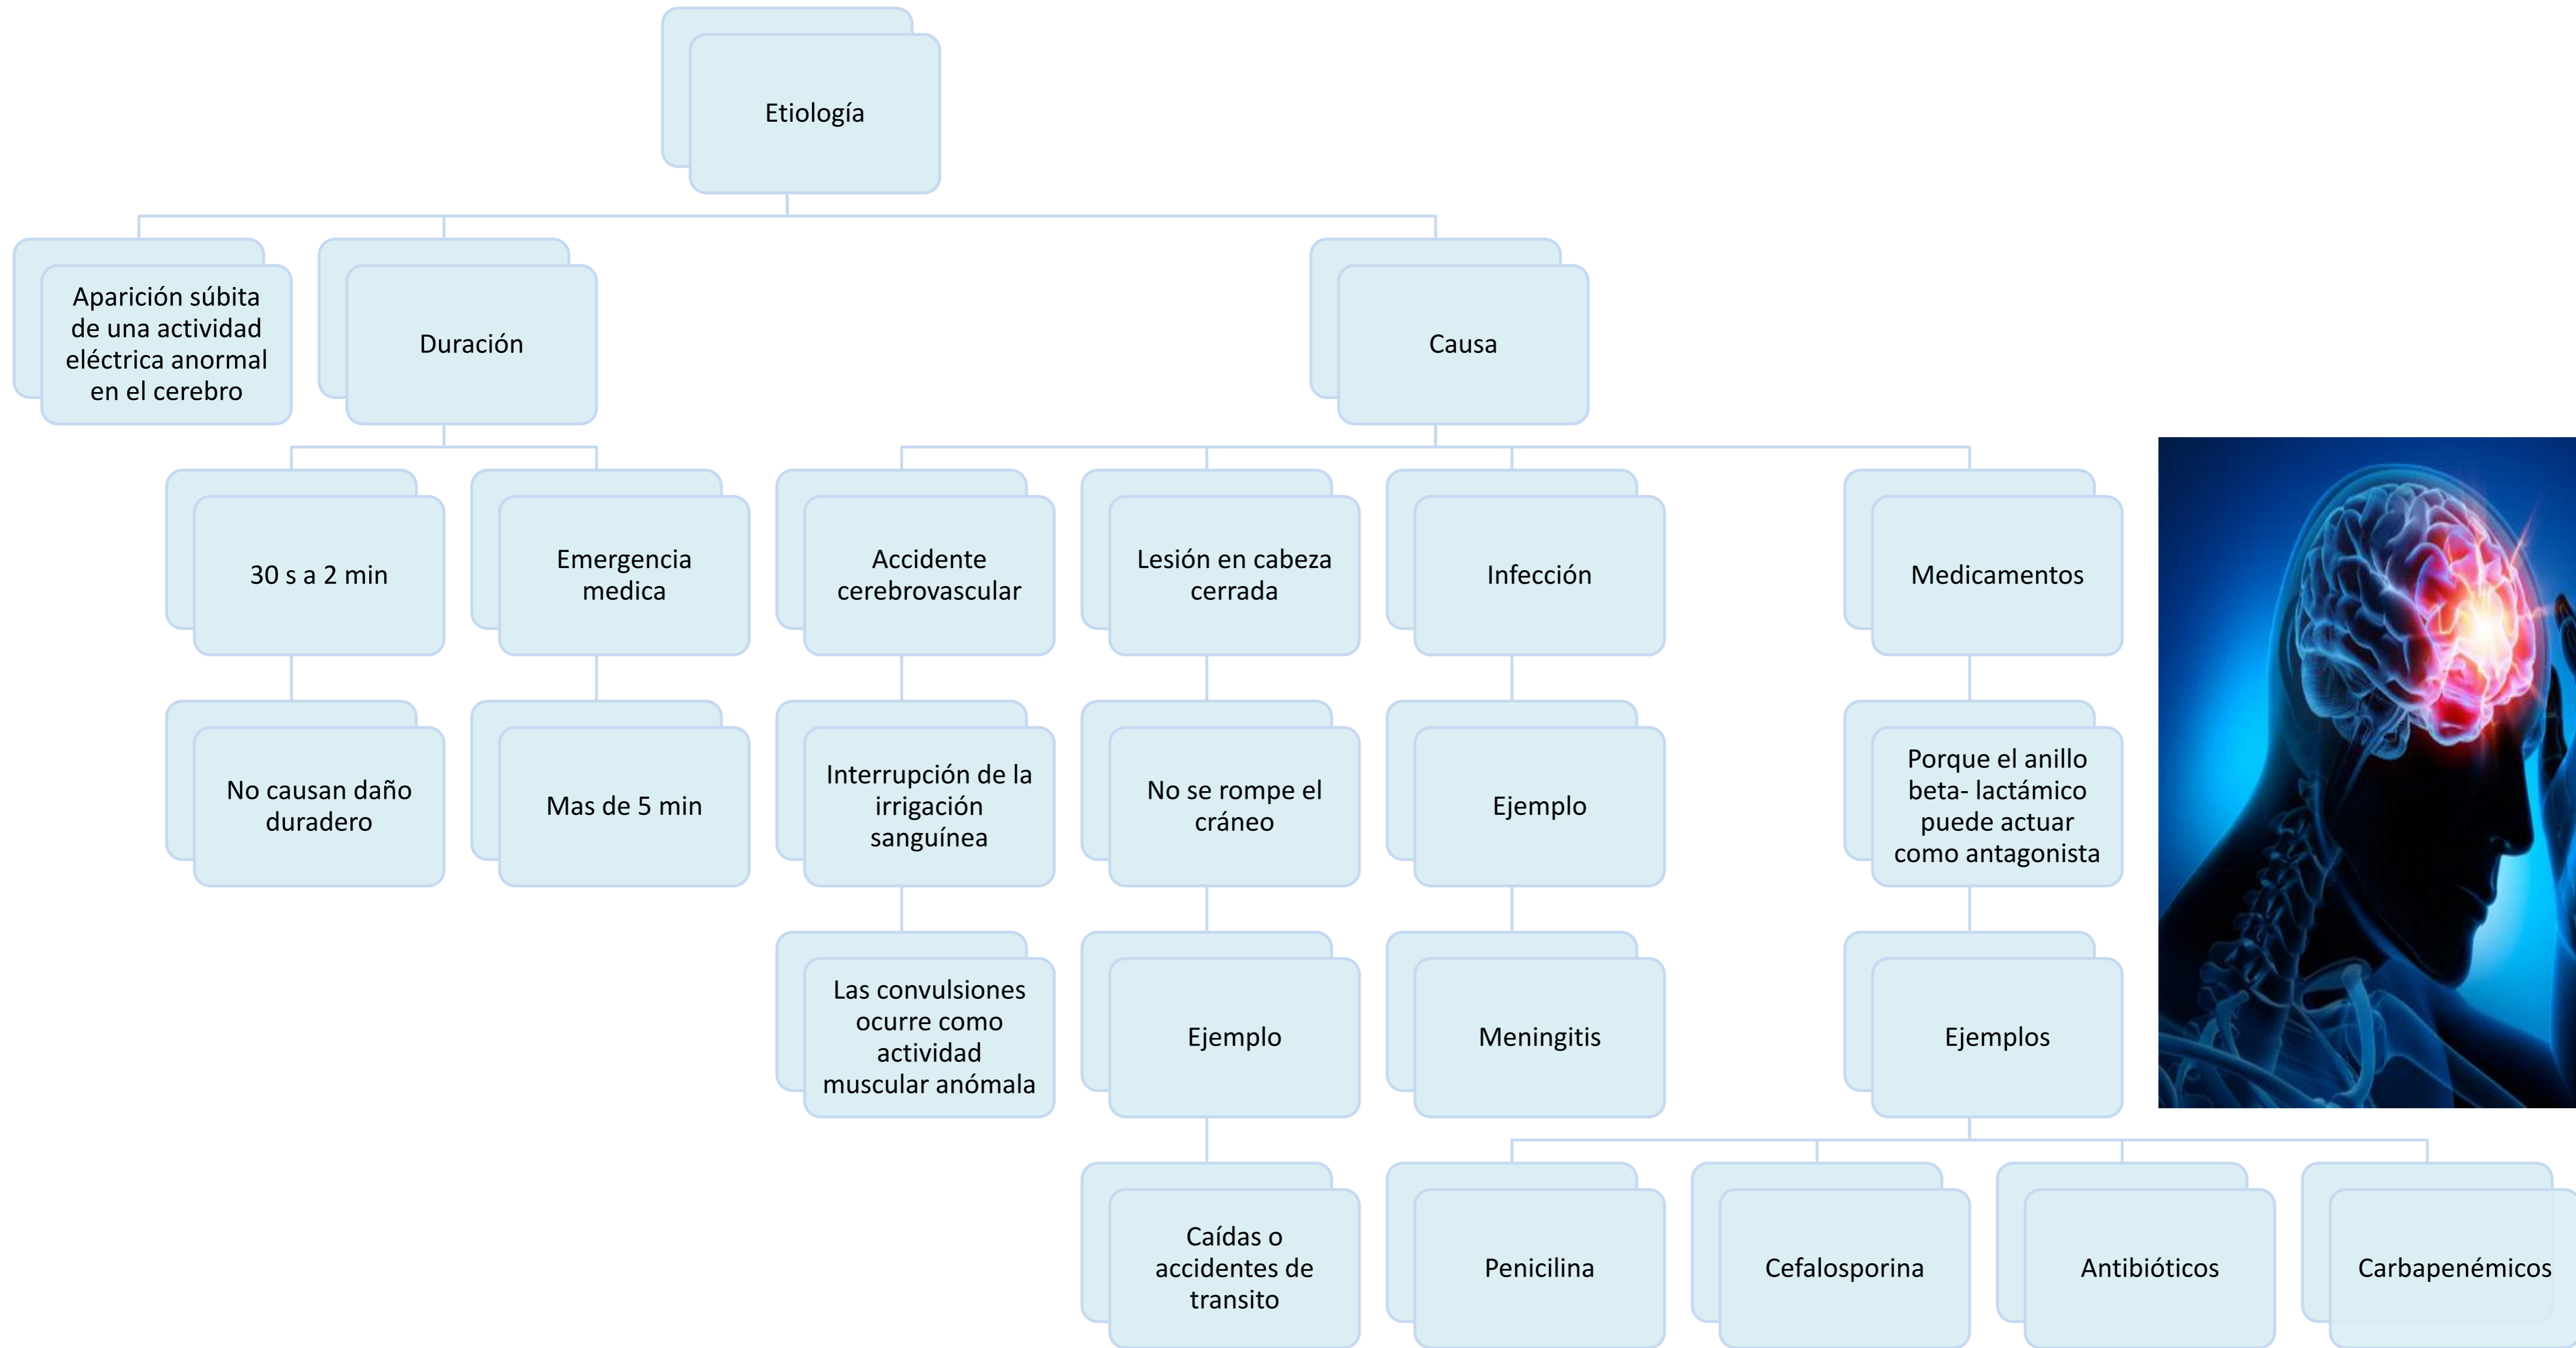 Etiología
Aparición súbita
de una actividad
eléctrica anormal
en el cerebro
Duración
Causa
30 s a 2 min
Emergencia
medica
Accidente
cerebrovascular
Lesión en cabeza
cerrada
Infección
Medicamentos
No causan daño
duradero
Mas de 5 min
Interrupción de la
irrigación
sanguínea
No se rompe el
cráneo
Ejemplo
Porque el anillo
beta- lactámico
puede actuar
como antagonista
Las convulsiones
ocurre como
actividad
muscular anómala
Ejemplo
Meningitis
Ejemplos
Caídas o
accidentes de
transito
Penicilina
Cefalosporina
Antibióticos
Carbapenémicos